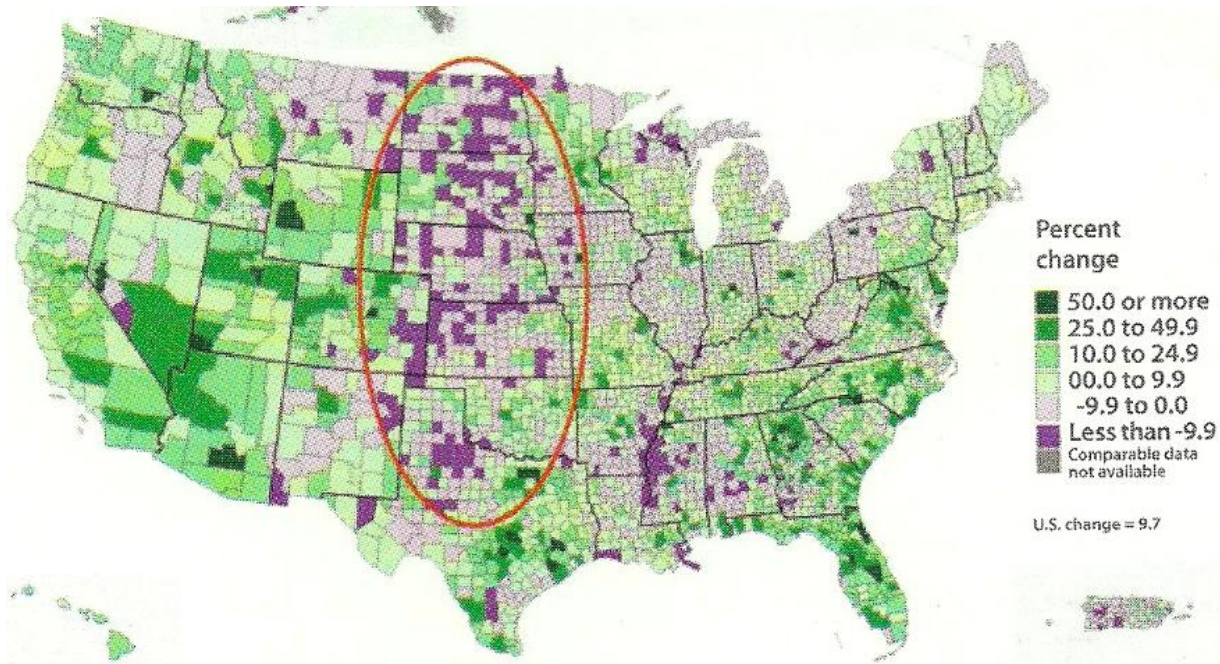 Percent
change
50.0 or more
25.0 to 49.9
10.0 to 24.9
00.0 to 9.9
-9.9 to 0.0
Less than -9.9
Comparable data
not available
U.S. change = 9.7